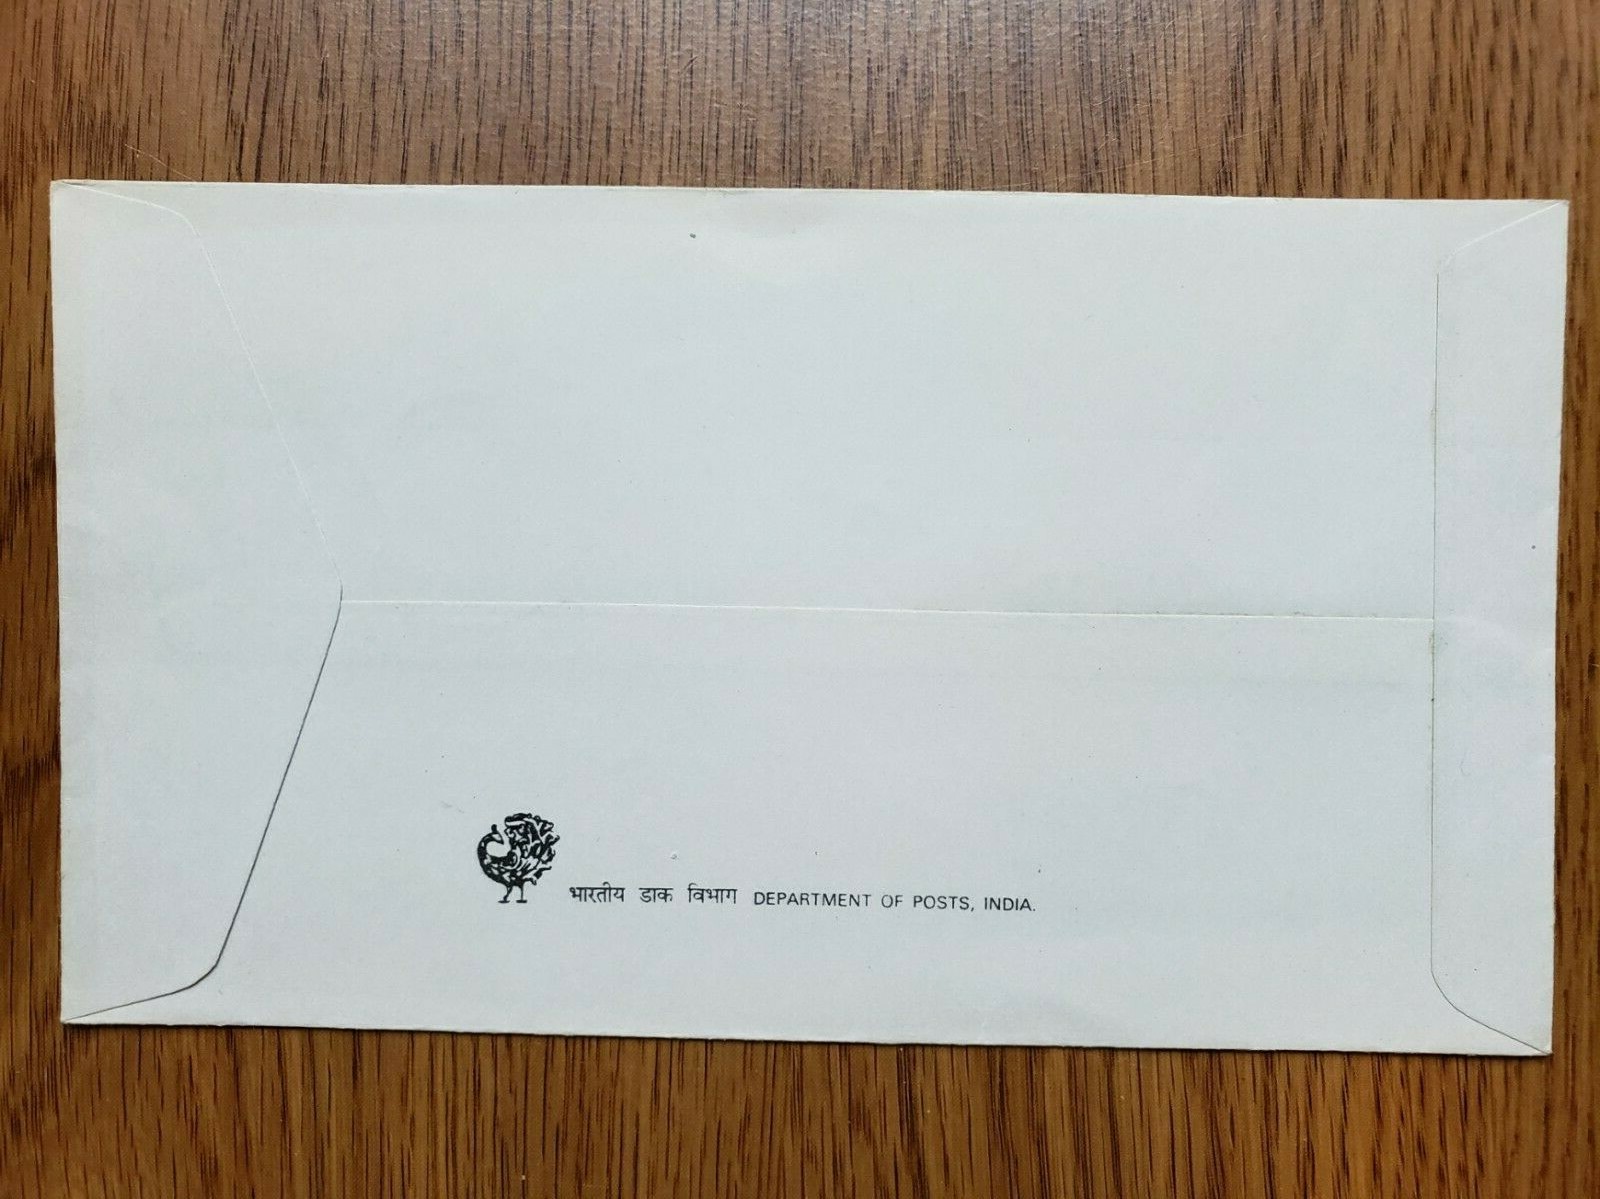 भारतीय डाक विभाग DEPARTMENT OF POSTS, INDIA.